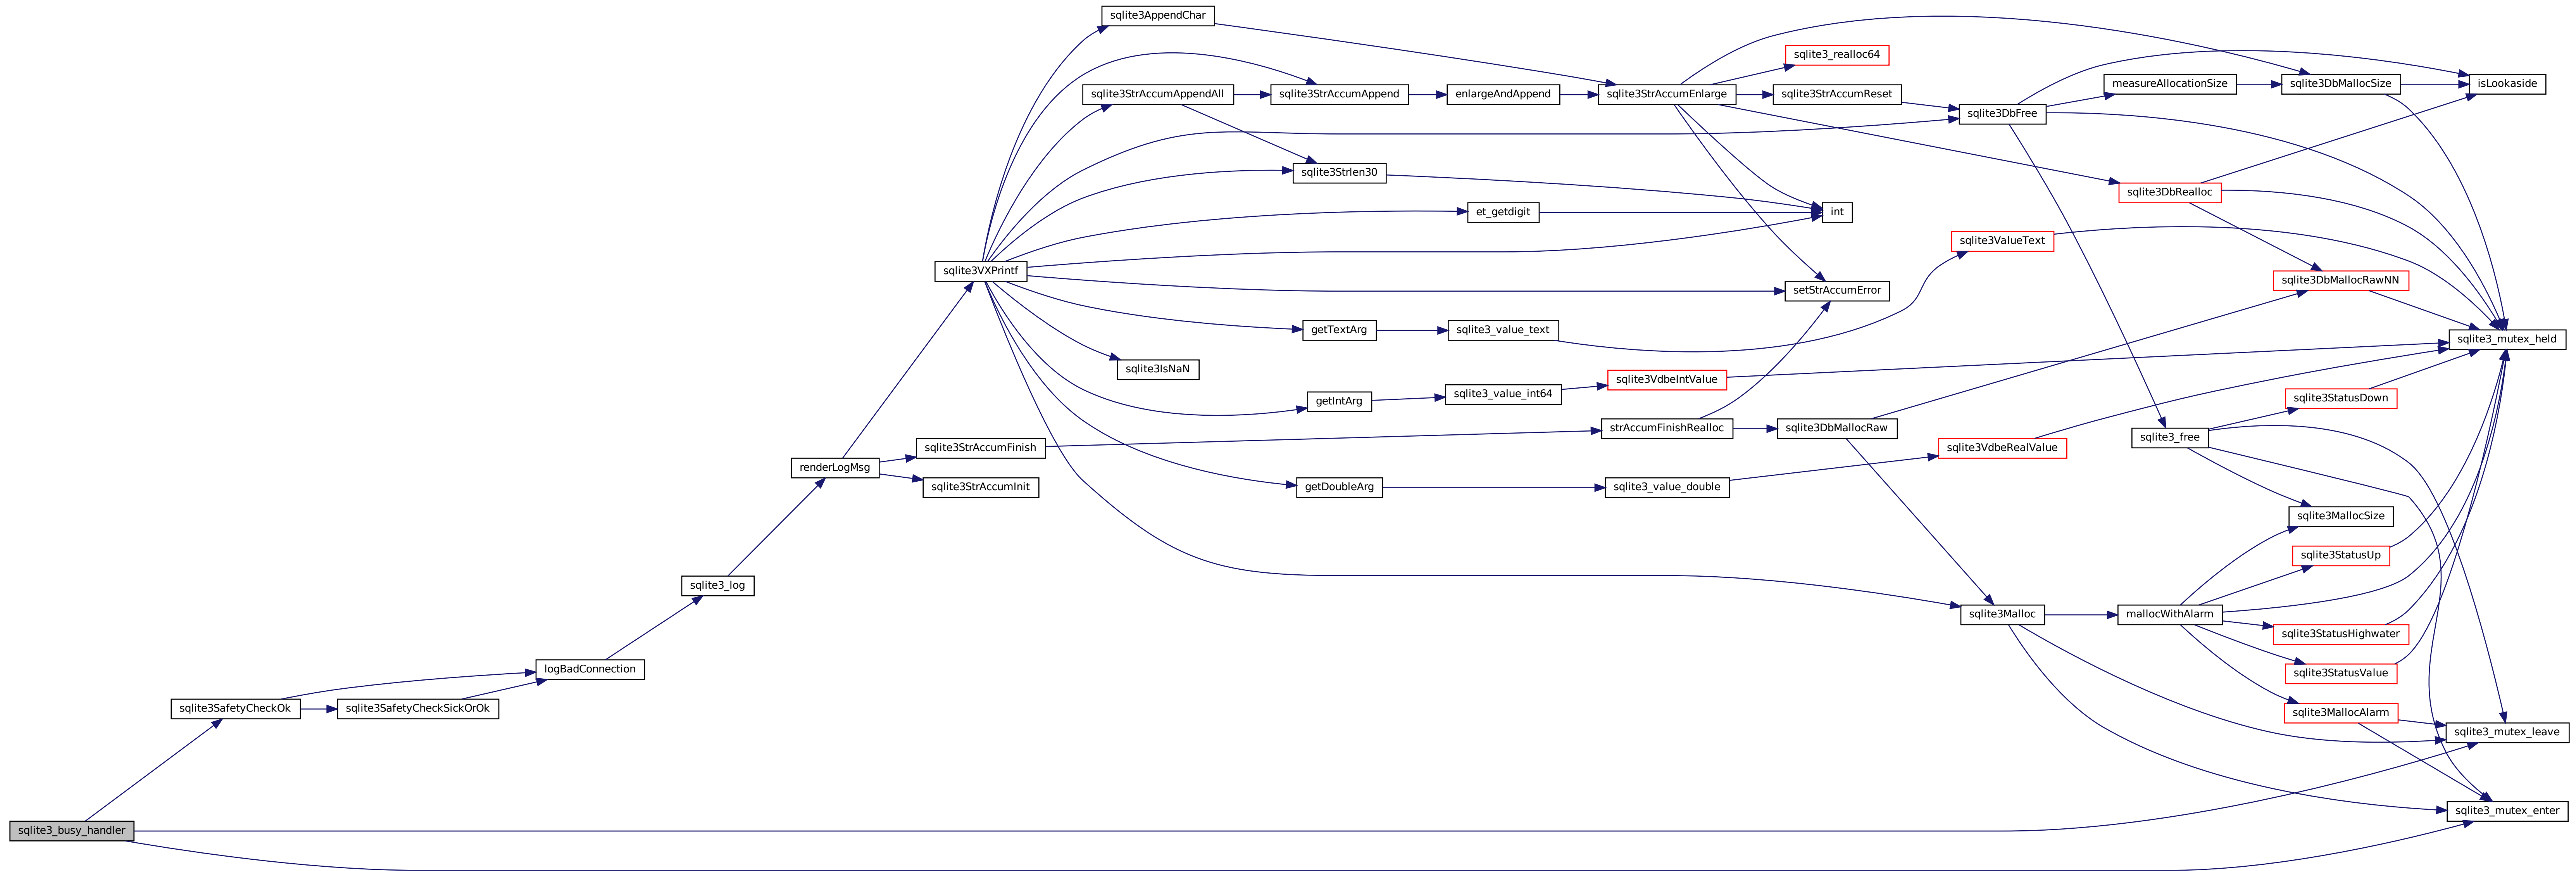 sqlite3AppendChar
sqlite3_realloc64
sqlite3StrAccumAppendAll
sqlite3StrAccumAppend
enlargeAndAppend
sqlite3StrAccumEnlarge
sqlite3StrAccumReset
sqlite3DbFree
measureAllocationSize
sqlite3DbMallocSize
isLookaside
sqlite3Strlen30
sqlite3DbRealloc
et_getdigit
int
sqlite3ValueText
sqlite3VXPrintf
setStrAccumError
sqlite3DbMallocRawNN
getTextArg
sqlite3_value_text
sqlite3_mutex_held
sqlite3IsNaN
sqlite3VdbeIntValue
getIntArg
sqlite3_value_int64
sqlite3StatusDown
strAccumFinishRealloc
sqlite3DbMallocRaw
sqlite3_free
sqlite3StrAccumFinish
sqlite3VdbeRealValue
renderLogMsg
sqlite3StrAccumInit
getDoubleArg
sqlite3_value_double
sqlite3MallocSize
sqlite3StatusUp
sqlite3_log
sqlite3Malloc
mallocWithAlarm
sqlite3StatusHighwater
logBadConnection
sqlite3StatusValue
sqlite3SafetyCheckOk
sqlite3SafetyCheckSickOrOk
sqlite3MallocAlarm
sqlite3_mutex_leave
sqlite3_mutex_enter
sqlite3_busy_handler